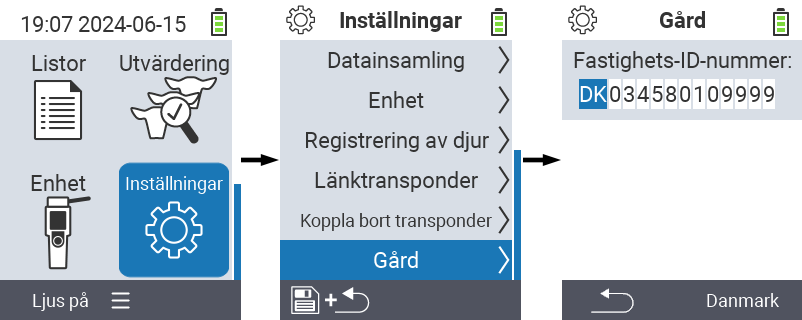 19:07 2024-06-15
Listor
Utvärdering
Enhet
Inställningar
Ljus på
Inställningar
Datainsamling
Enhet
Registrering av djur
Länktransponder
Koppla bort transponder
Gård
+
Gård
Fastighets-ID-nummer:
DK034580109999
Danmark